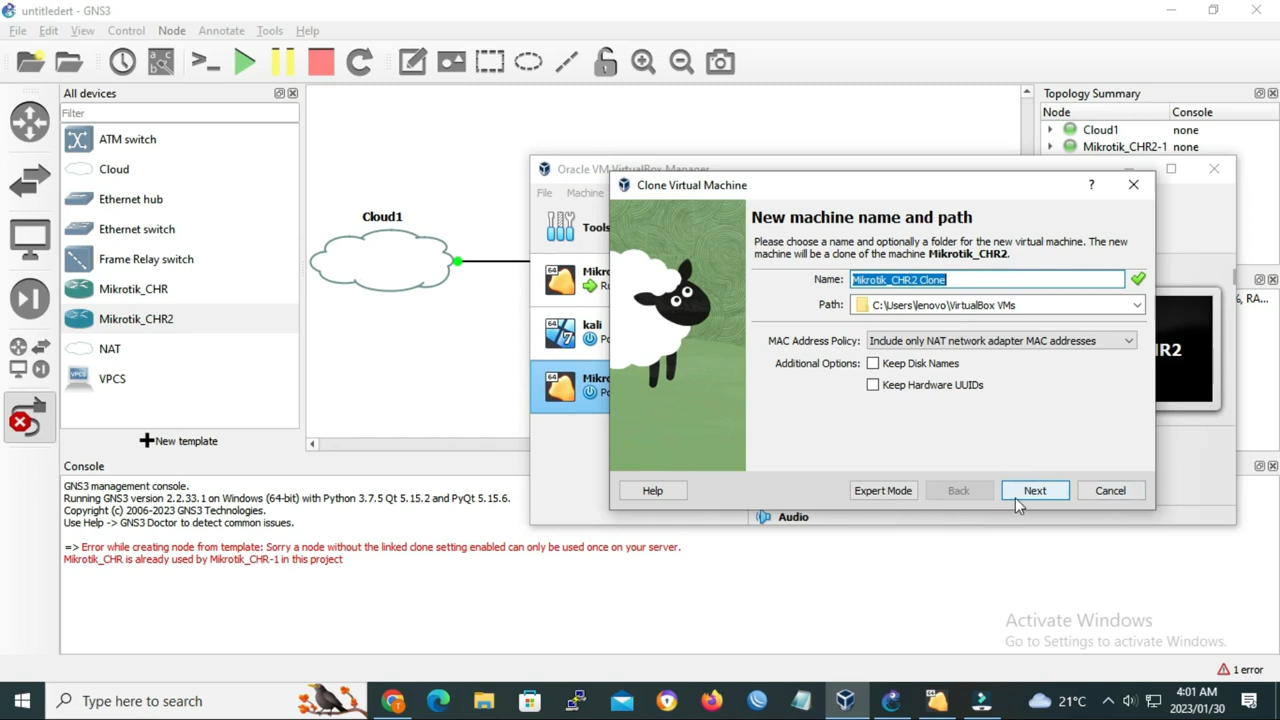 untitledert - GNS3
File Edit View Control Node Annotate Tools Help
All devices
Filter
ATM switch
Cloud
Ethernet hub
Ethernet switch
Frame Relay switch
Mikrotik_CHR
Mikrotik_CHR2
NAT
VPCS
New template
Cloud1
Topology Summary
Node Console
Cloud1 none
Mikrotik_CHR2-1 none
Oracle VM VirtualBox Manager
File Machine
Tools
64
64 kali
64
Clone Virtual Machine
New machine name and path
Please choose a name and optionally a folder for the new virtual machine. The new
machine will be a clone of the machine Mikrotik_CHR2.
Name: Mikrotik_CHR2 Clone
Path: C:\Users\lenovo\VirtualBox VMs
MAC Address Policy: Include only NAT network adapter MAC addresses
Additional Options: Keep Disk Names
Keep Hardware UUIDs
Help Expert Mode Back Next Cancel
Audio
Console
GNS3 management console.
Running GNS3 version 2.2.33.1 on Windows (64-bit) with Python 3.7.5 Qt 5.15.2 and PyQt 5.15.6.
Copyright (c) 2006-2023 GNS3 Technologies.
Use Help -> GNS3 Doctor to detect common issues.
=> Error while creating node from template: Sorry a node without the linked clone setting enabled can only be used once on your server.
Mikrotik_CHR is already used by Mikrotik_CHR-1 in this project
Activate Windows
Go to Settings to activate Windows.
1 error
Type here to search
21°C
4:01 AM
2023/01/30